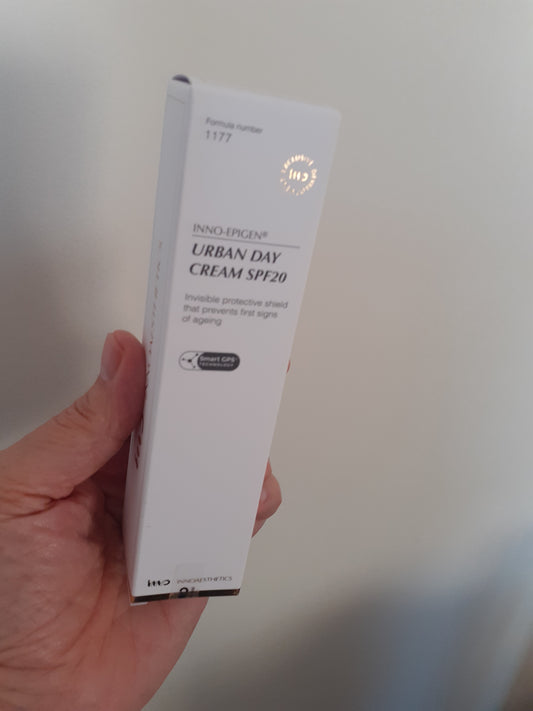 Formula number
1177
INNO-EPIGEN®
URBAN DAY
CREAM SPF20
Invisible protective shield
that prevents first signs
of ageing
Smart GPS
TECHNOLOGY
INNOAESTHETICS